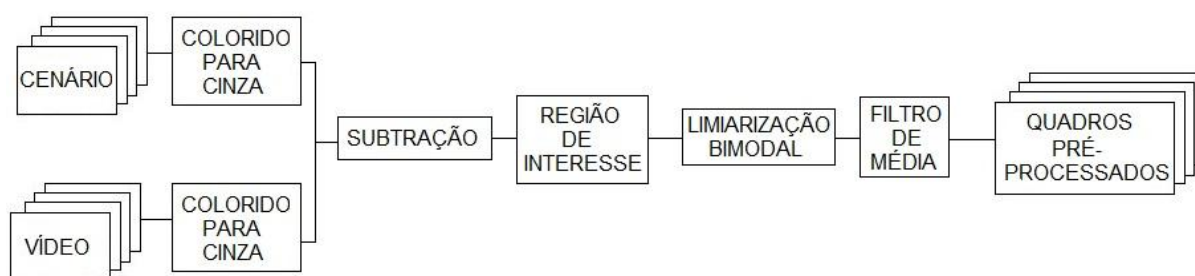 CENÁRIO
COLORIDO
PARA
CINZA
VÍDEO
COLORIDO
PARA
CINZA
SUBTRAÇÃO
REGIÃO
DE
INTERESSE
LIMIARIZAÇÃO
BIMODAL
FILTRO
DE
MÉDIA
QUADROS
PRÉ-
PROCESSADOS